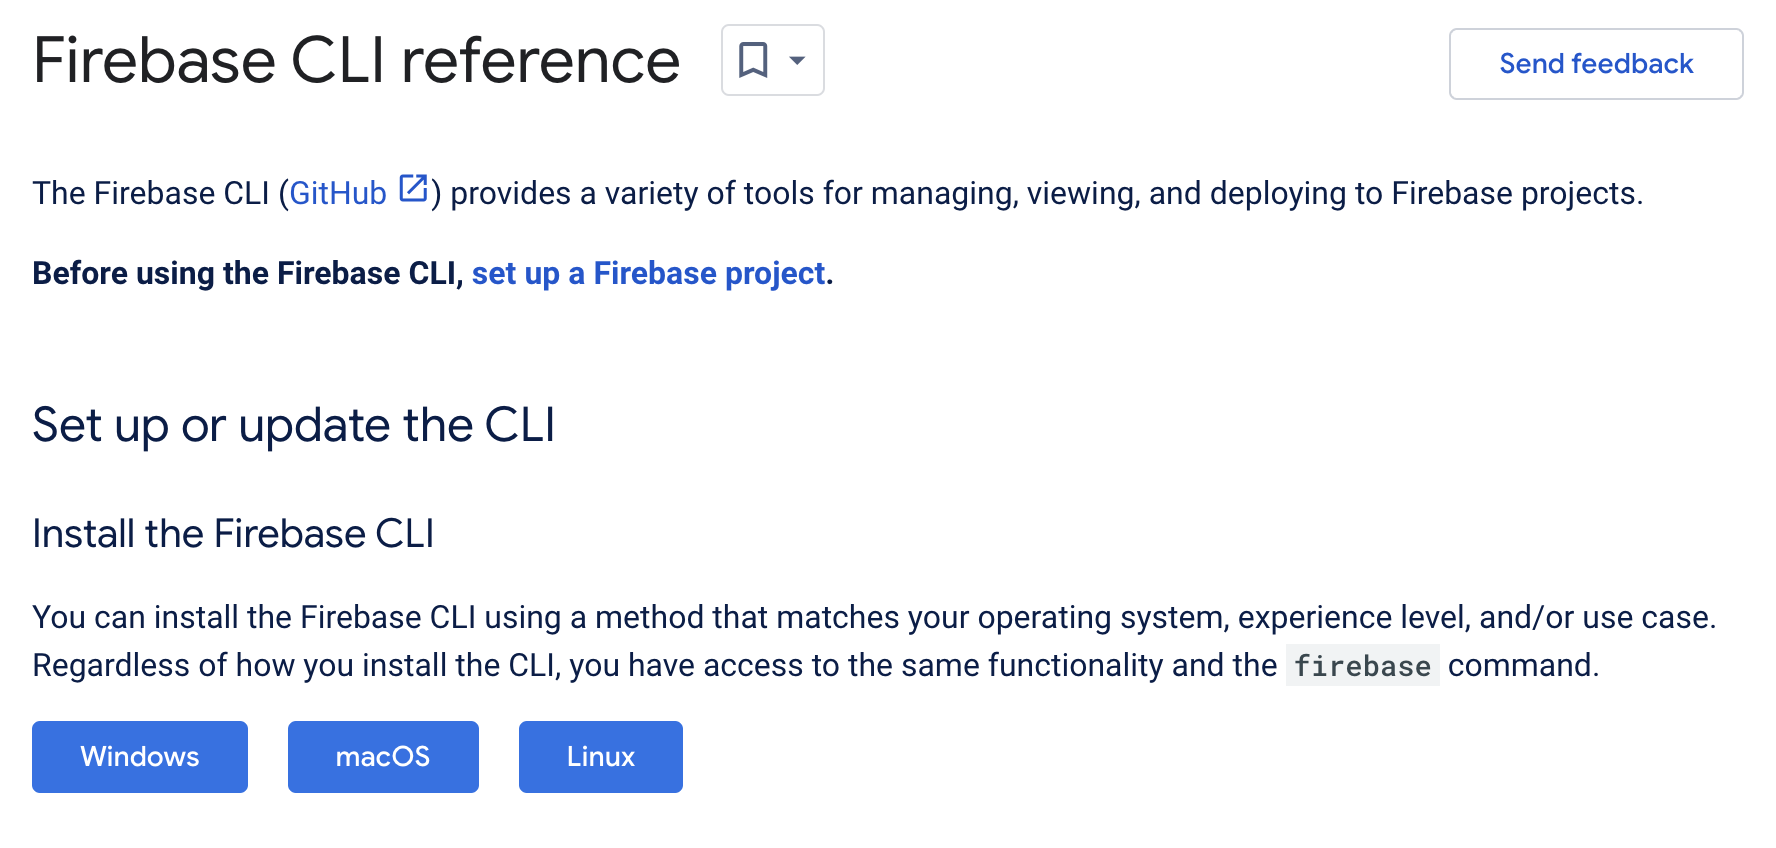 Firebase CLI reference
Send feedback
The Firebase CLI (GitHub) provides a variety of tools for managing, viewing, and deploying to Firebase projects.
Before using the Firebase CLI, set up a Firebase project.
Set up or update the CLI
Install the Firebase CLI
You can install the Firebase CLI using a method that matches your operating system, experience level, and/or use case.
Regardless of how you install the CLI, you have access to the same functionality and the firebase command.
Windows
macOS
Linux